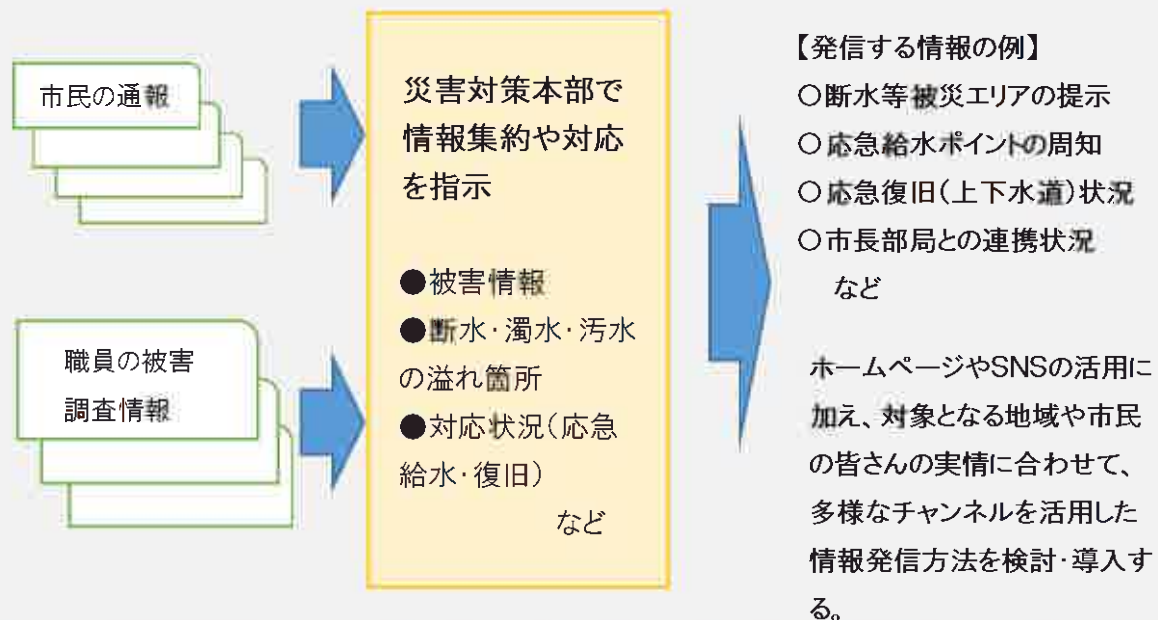 市民の通報
職員の被害
調査情報
災害対策本部で
情報集約や対応
を指示
●被害情報
●断水・濁水・汚水
の溢れ箇所
●対応状況(応急
給水・復旧)
など
【発信する情報の例】
○断水等被災エリアの提示
○応急給水ポイントの周知
○応急復旧(上下水道)状況
○市長部局との連携状況
など
ホームページやSNSの活用に
加え、対象となる地域や市民
の皆さんの実情に合わせて、
多様なチャンネルを活用した
情報発信方法を検討・導入す
る。